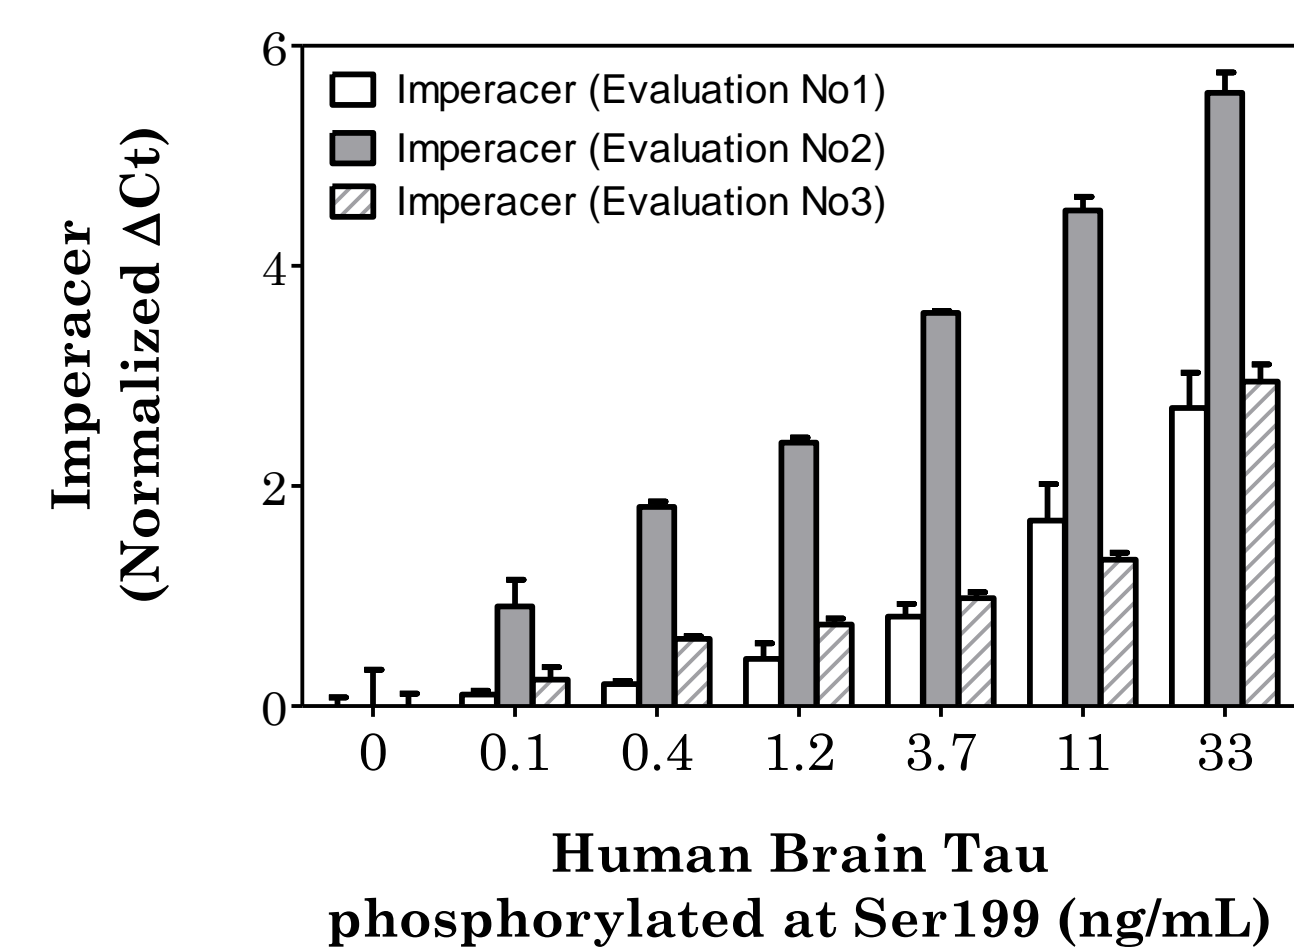 6
Imperacer (Evaluation No1)
Imperacer (Evaluation No2)
Imperacer (Evaluation No3)
4
2
0
Imperacer
(Normalized ΔCt)
0 0.1 0.4 1.2 3.7 11 33
Human Brain Tau
phosphorylated at Ser199 (ng/mL)